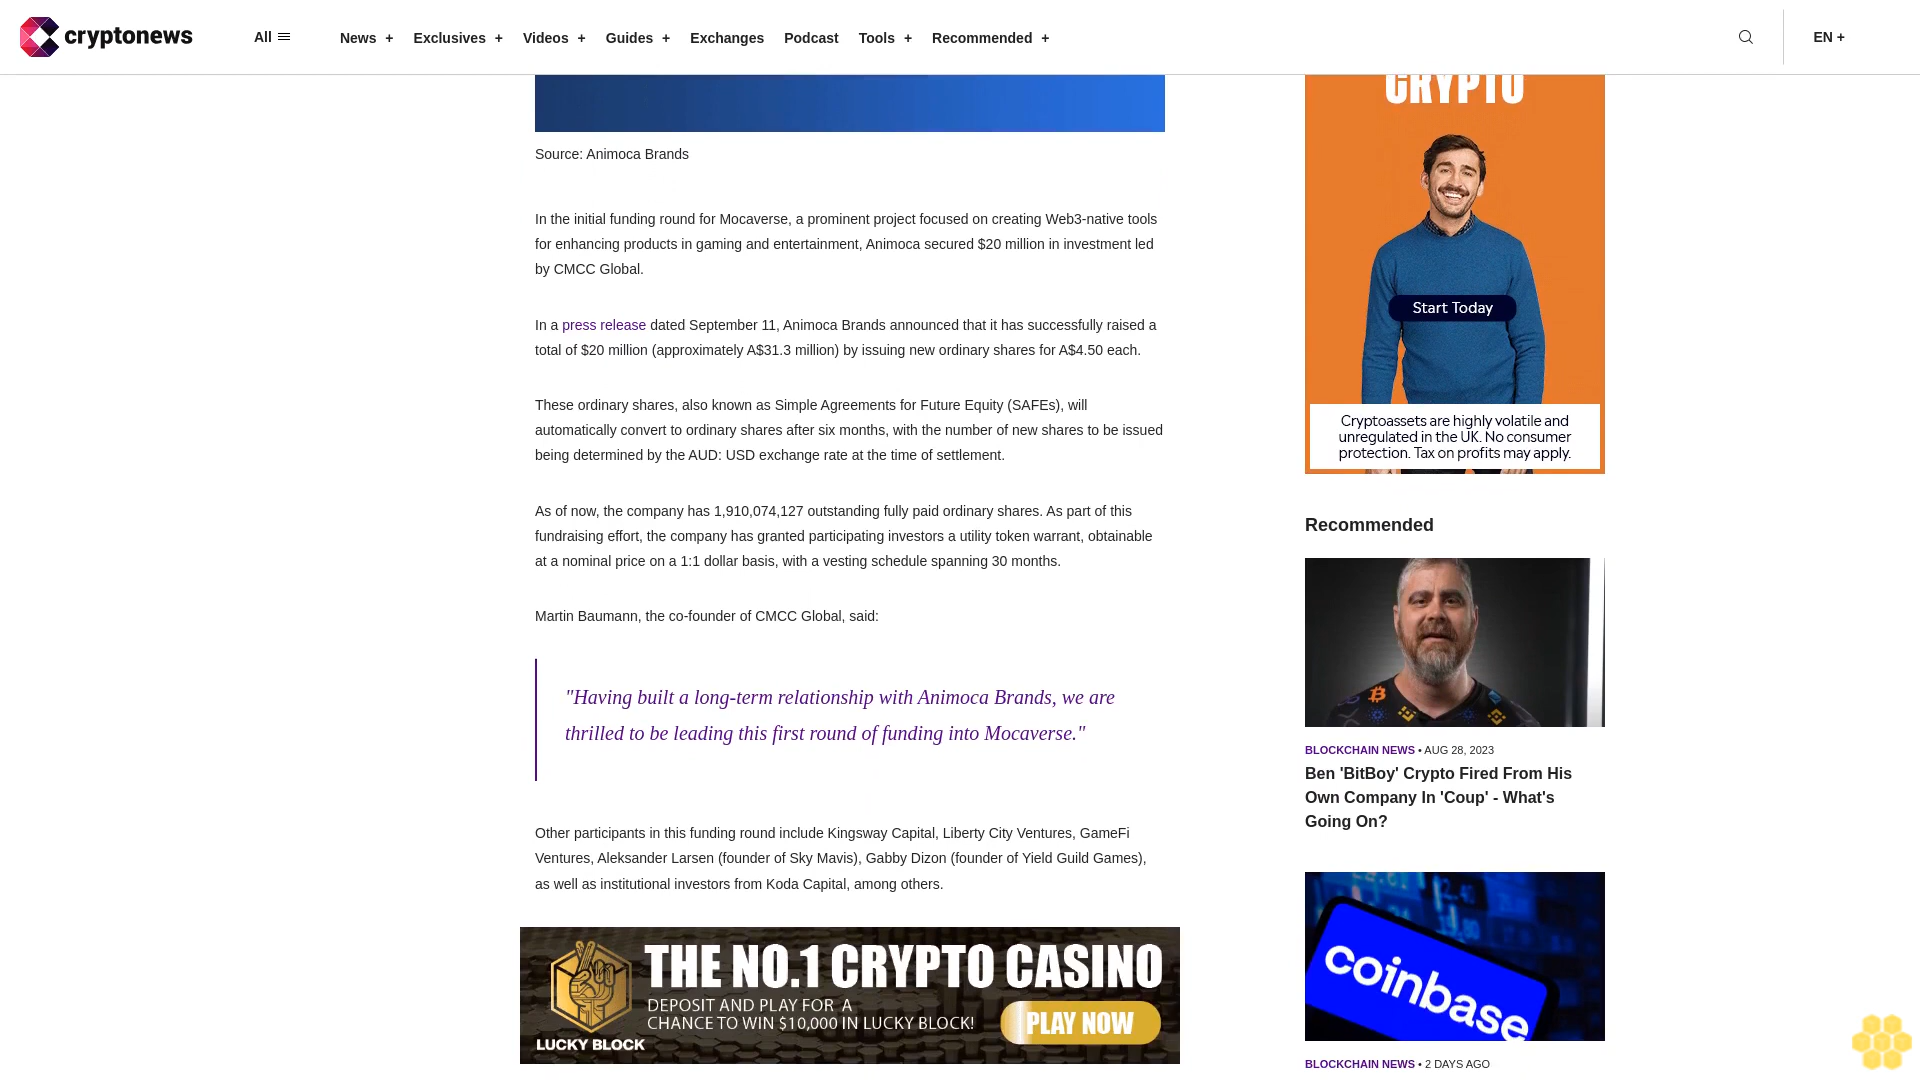 cryptonews
All
News +
Exclusives +
Videos +
Guides +
Exchanges
Podcast
Tools +
Recommended +
EN +
Source: Animoca Brands
In the initial funding round for Mocaverse, a prominent project focused on creating Web3-native tools
for enhancing products in gaming and entertainment, Animoca secured $20 million in investment led
by CMCC Global.
In a press release dated September 11, Animoca Brands announced that it has successfully raised a
total of $20 million (approximately A$31.3 million) by issuing new ordinary shares for A$4.50 each.
These ordinary shares, also known as Simple Agreements for Future Equity (SAFEs), will
automatically convert to ordinary shares after six months, with the number of new shares to be issued
being determined by the AUD: USD exchange rate at the time of settlement.
As of now, the company has 1,910,074,127 outstanding fully paid ordinary shares. As part of this
fundraising effort, the company has granted participating investors a utility token warrant, obtainable
at a nominal price on a 1:1 dollar basis, with a vesting schedule spanning 30 months.
Martin Baumann, the co-founder of CMCC Global, said:
"Having built a long-term relationship with Animoca Brands, we are
thrilled to be leading this first round of funding into Mocaverse."
Other participants in this funding round include Kingsway Capital, Liberty City Ventures, GameFi
Ventures, Aleksander Larsen (founder of Sky Mavis), Gabby Dizon (founder of Yield Guild Games),
as well as institutional investors from Koda Capital, among others.
THE NO.1 CRYPTO CASINO
DEPOSIT AND PLAY FOR A
CHANCE TO WIN $10,000 IN LUCKY BLOCK!
PLAY NOW
LUCKY BLOCK
CRYPTO
Start Today
Cryptoassets are highly volatile and
unregulated in the UK. No consumer
protection. Tax on profits may apply.
Recommended
BLOCKCHAIN NEWS • AUG 28, 2023
Ben 'BitBoy' Crypto Fired From His
Own Company In 'Coup' - What's
Going On?
coinbase
BLOCKCHAIN NEWS • 2 DAYS AGO